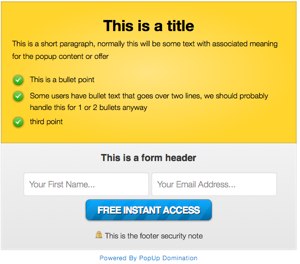 This is a title
This is a short paragraph, normally this will be some text with associated meaning
for the popup content or offer
This is a bullet point
Some users have bullet text that goes over two lines, we should probably
handle this for 1 or 2 bullets anyway
third point
This is a form header
Your First Name... Your Email Address...
FREE INSTANT ACCESS
This is the footer security note
Powered By PopUp Domination